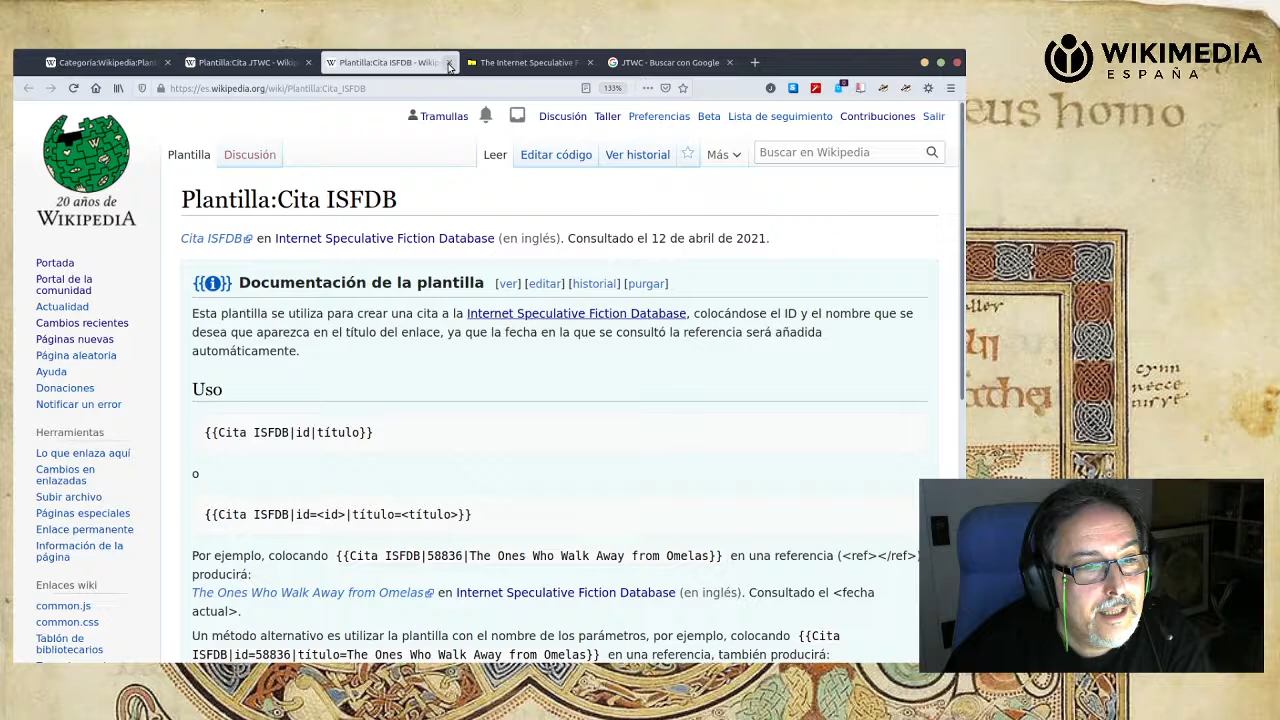 Categoría:Wikipedia:Plan
Plantilla:Cita JTWC - Wikip
Plantilla:Cita ISFDB - Wikip
The Internet Speculative F
JTWC - Buscar con Google
https://es.wikipedia.org/wiki/Plantilla:Cita_ISFDB
133%
WIKIMEDIA
ESPAÑA
eus homo
Tramullas
Discusión
Taller
Preferencias
Beta
Lista de seguimiento
Contribuciones
Salir
Plantilla
Discusión
Leer
Editar código
Ver historial
Más
Buscar en Wikipedia
20 años de
WIKIPEDIA
Portada
Portal de la
comunidad
Actualidad
Cambios recientes
Páginas nuevas
Página aleatoria
Ayuda
Donaciones
Notificar un error
Herramientas
Lo que enlaza aquí
Cambios en
enlazadas
Subir archivo
Páginas especiales
Enlace permanente
Información de la
página
Enlaces wiki
common.js
common.css
Tablón de
bibliotecarios
Plantilla:Cita ISFDB
Cita ISFDB en Internet Speculative Fiction Database (en inglés). Consultado el 12 de abril de 2021.
{{i}} Documentación de la plantilla [ver] [editar] [historial] [purgar]
Esta plantilla se utiliza para crear una cita a la Internet Speculative Fiction Database, colocándose el ID y el nombre que se
desea que aparezca en el título del enlace, ya que la fecha en la que se consultó la referencia será añadida
automáticamente.
Uso
{{Cita ISFDB|id|título}}
o
{{Cita ISFDB|id=<id>|título=<título>}}
Por ejemplo, colocando {{Cita ISFDB|58836|The Ones Who Walk Away from Omelas}} en una referencia (<ref></ref>)
producirá:
The Ones Who Walk Away from Omelas en Internet Speculative Fiction Database (en inglés). Consultado el <fecha
actual>.
Un método alternativo es utilizar la plantilla con el nombre de los parámetros, por ejemplo, colocando {{Cita
ISFDB|id=58836|título=The Ones Who Walk Away from Omelas}} en una referencia, también producirá: